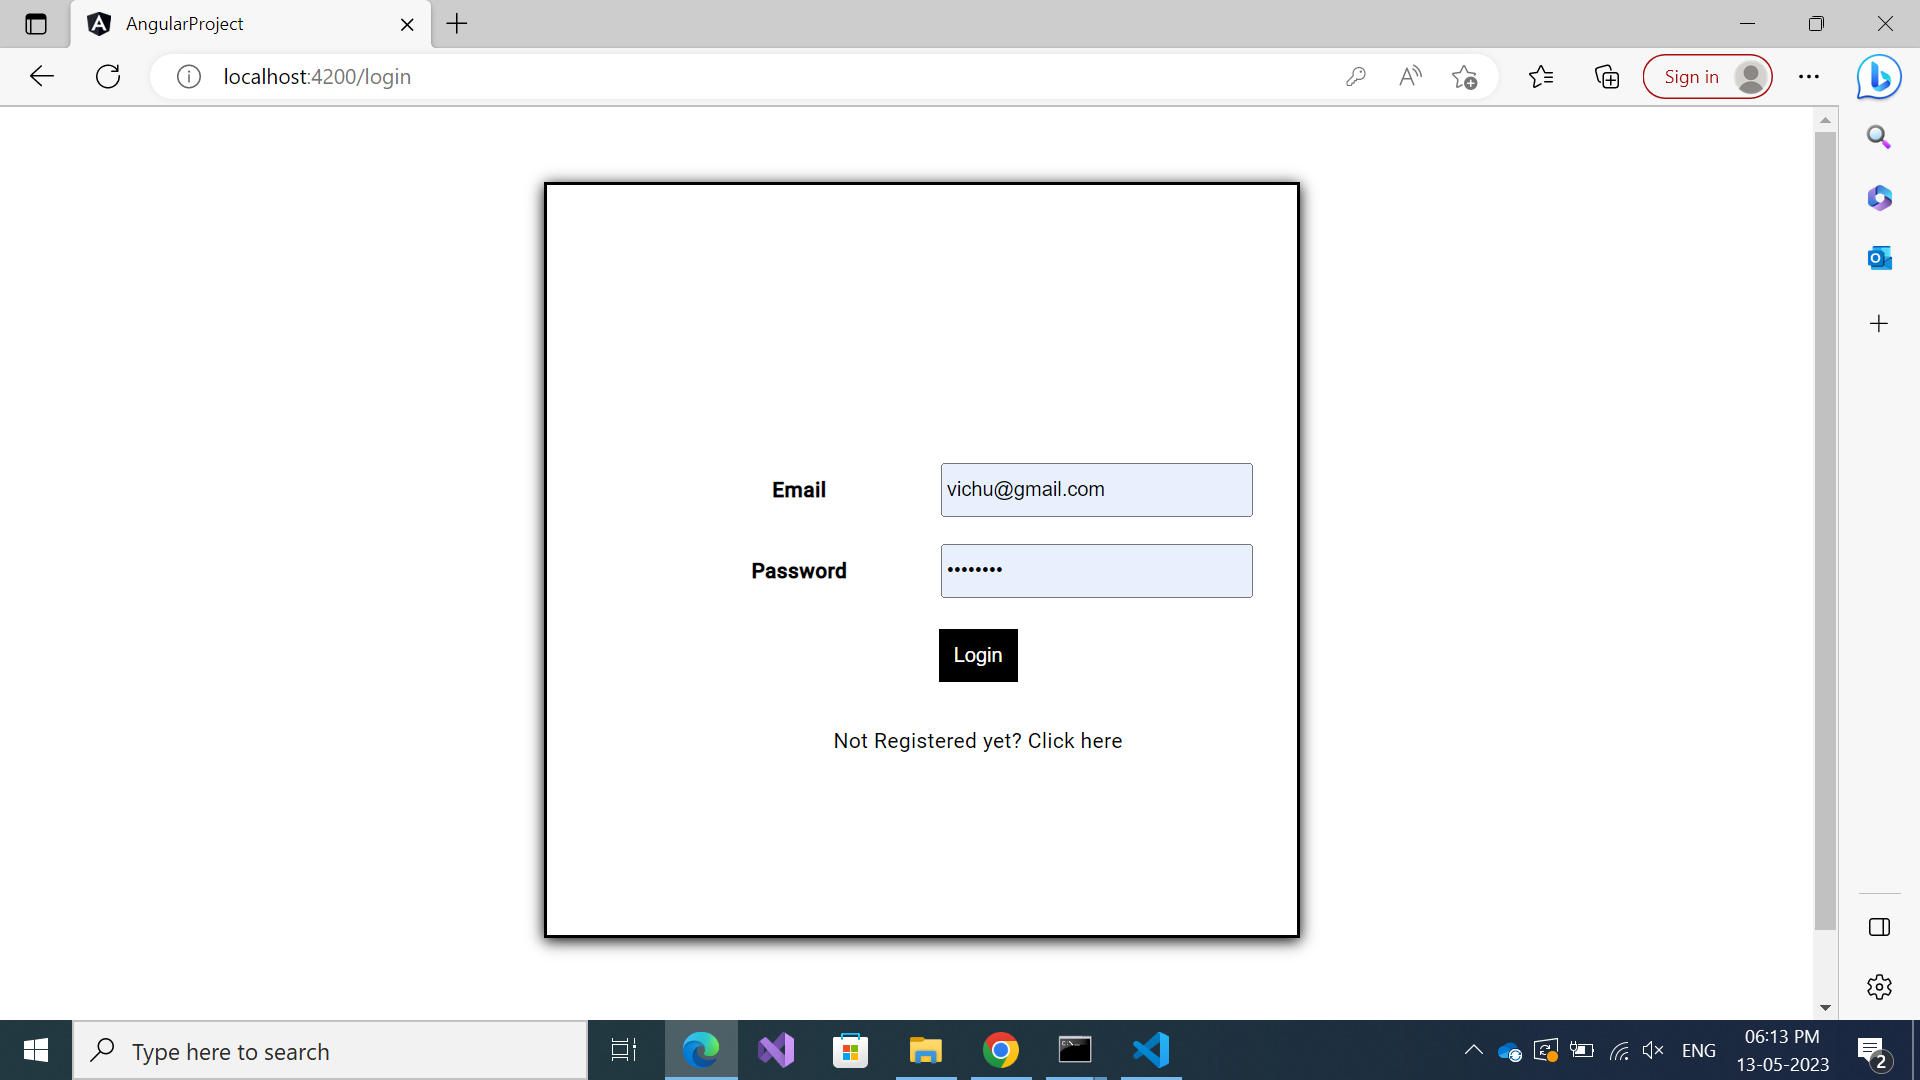 AngularProject
localhost:4200/login
Sign in
Email
vichu@gmail.com
Password
Login
Not Registered yet? Click here
Type here to search
ENG
06:13 PM
13-05-2023
2